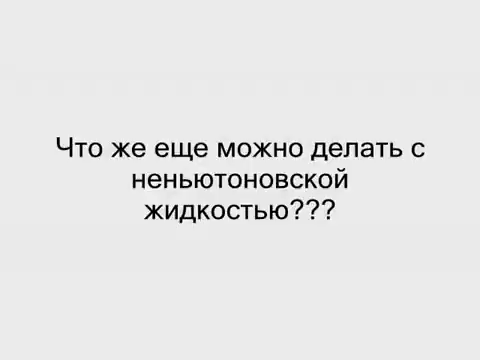 Что же еще можно делать с
неньютоновской
жидкостью???